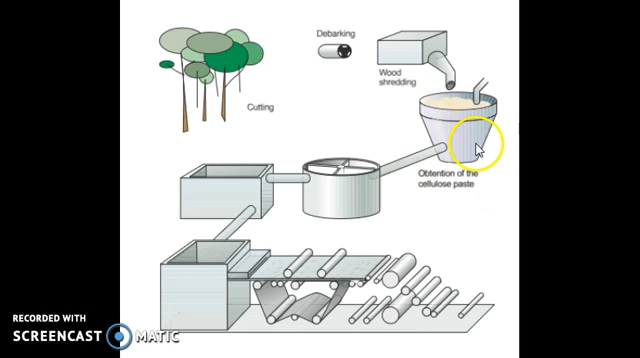 Debarking
Wood
shredding
Cutting
Obtention of the
cellulose paste
RECORDED WITH
SCREENCAST MATIC